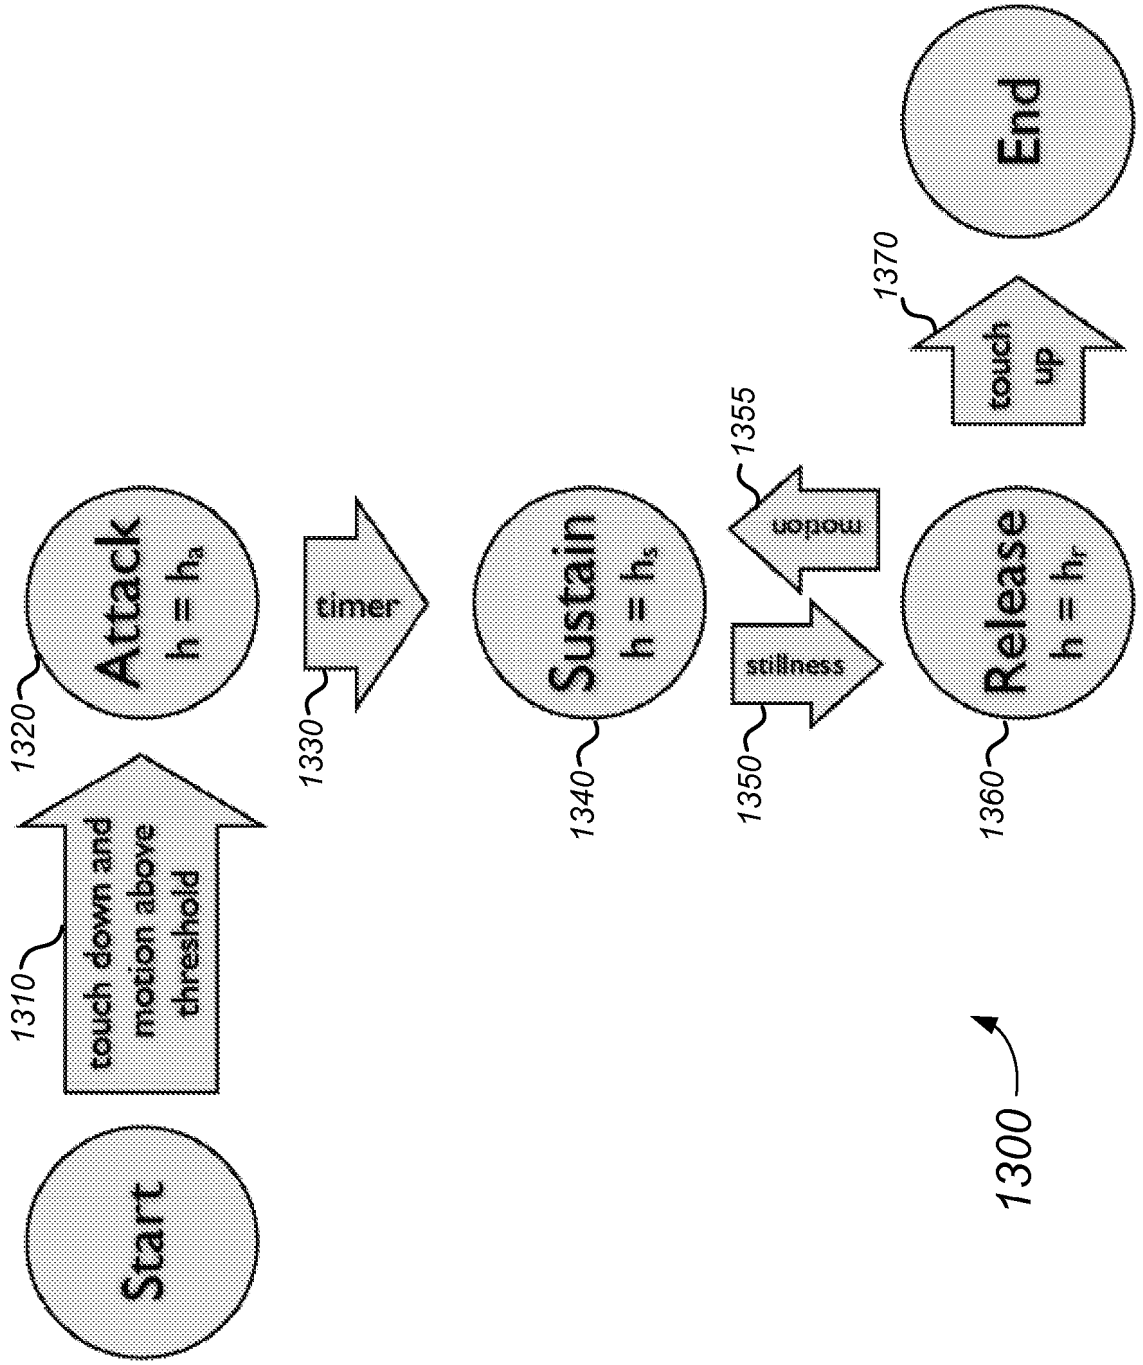 Start
1310
touch down and
motion above
threshold
1320
Attack
h = hₐ
1330
timer
1340
Sustain
h = hₛ
1350
stillness
1355
motion
1360
Release
h = hᵣ
1370
touch
up
End
1300